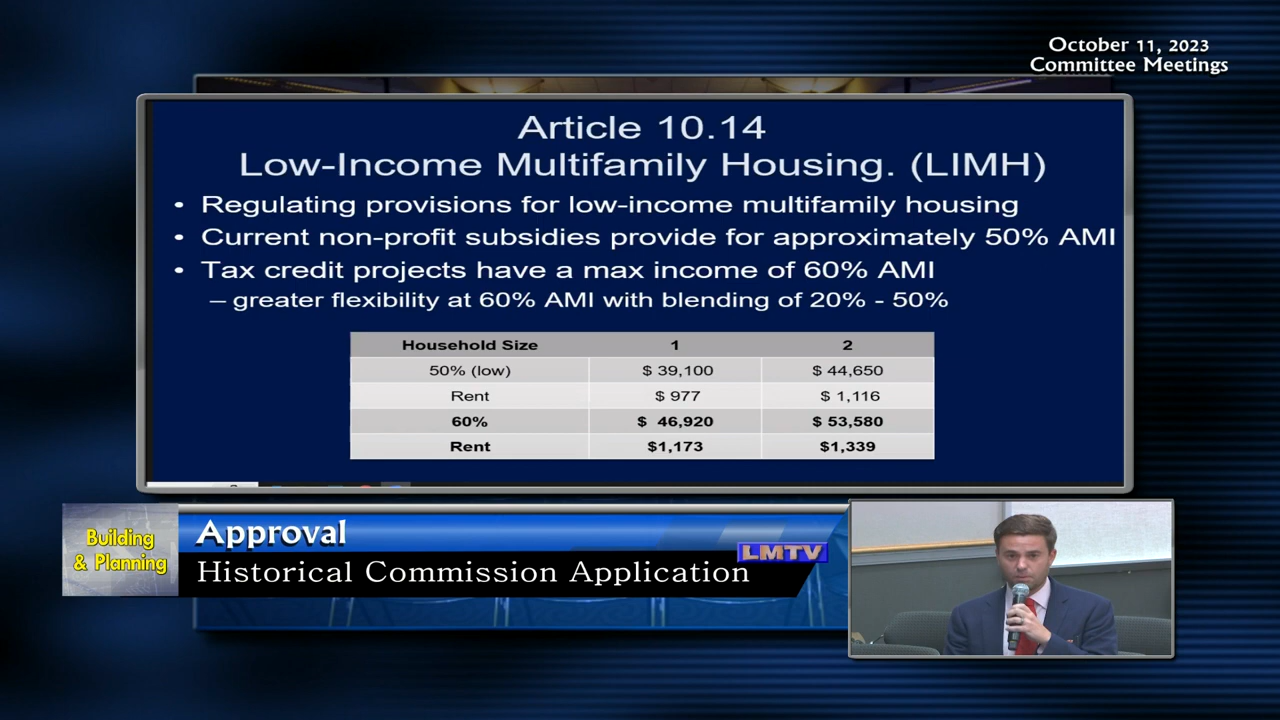 October 11, 2023
Committee Meetings
Article 10.14
Low-Income Multifamily Housing. (LIMH)
• Regulating provisions for low-income multifamily housing
• Current non-profit subsidies provide for approximately 50% AMI
• Tax credit projects have a max income of 60% AMI
– greater flexibility at 60% AMI with blending of 20% - 50%
Household Size 1 2
50% (low) $ 39,100 $ 44,650
Rent $ 977 $ 1,116
60% $ 46,920 $ 53,580
Rent $1,173 $1,339
Building
& Planning
Approval
LMTV
Historical Commission Application